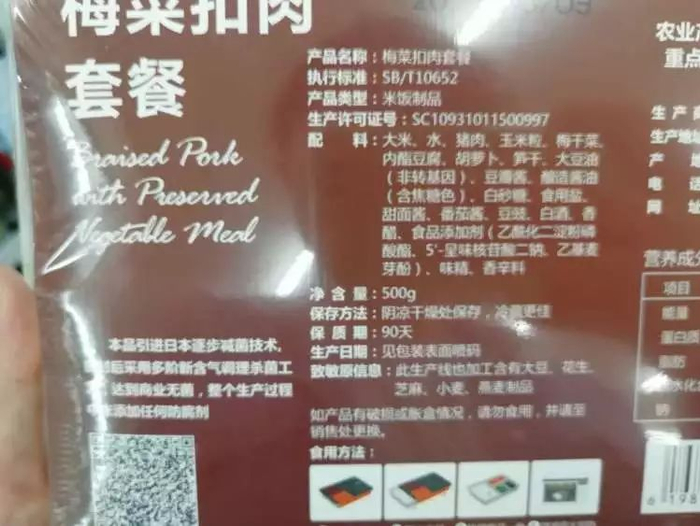 梅菜扣肉
套餐
Braised Pork
with Preserved
Vegetable Meal
本品引进日本逐步减菌技术,
后采用多阶新含气调理杀菌工
达到商业无菌，整个生产过程
添加任何防腐剂
产品名称：梅菜扣肉套餐
执行标准：SB/T10652
产品类型：米饭制品
生产许可证号：SC10931011500997
配 料：大米、水、猪肉、玉米粒、梅干菜、
内酯豆腐、胡萝卜、笋干、大豆油
（非转基因）、豆瓣酱、酿造酱油
（含焦糖色）、白砂糖、食用盐、
甜面酱、番茄酱、豆豉、白酒、香
醋、食品添加剂（乙酰化二淀粉磷
酸酯、5'-呈味核苷酸二钠、乙基麦
芽酚）、味精、香辛料
净 含 量：500g
保存方法：阴凉干燥处保存，冷藏更佳
保 质 期：90天
生产日期：见包装表面喷码
致敏原信息：此生产线也加工含有大豆、花生、
芝麻、小麦、燕麦制品
如产品有破损或胀盒情况，请勿食用，并请至
销售处更换。
食用方法：
农业产
重点
生 产
生产地
产
电 话
网 址
营养成分
项目
能量
蛋白质
脂肪
水化
钠
6 198